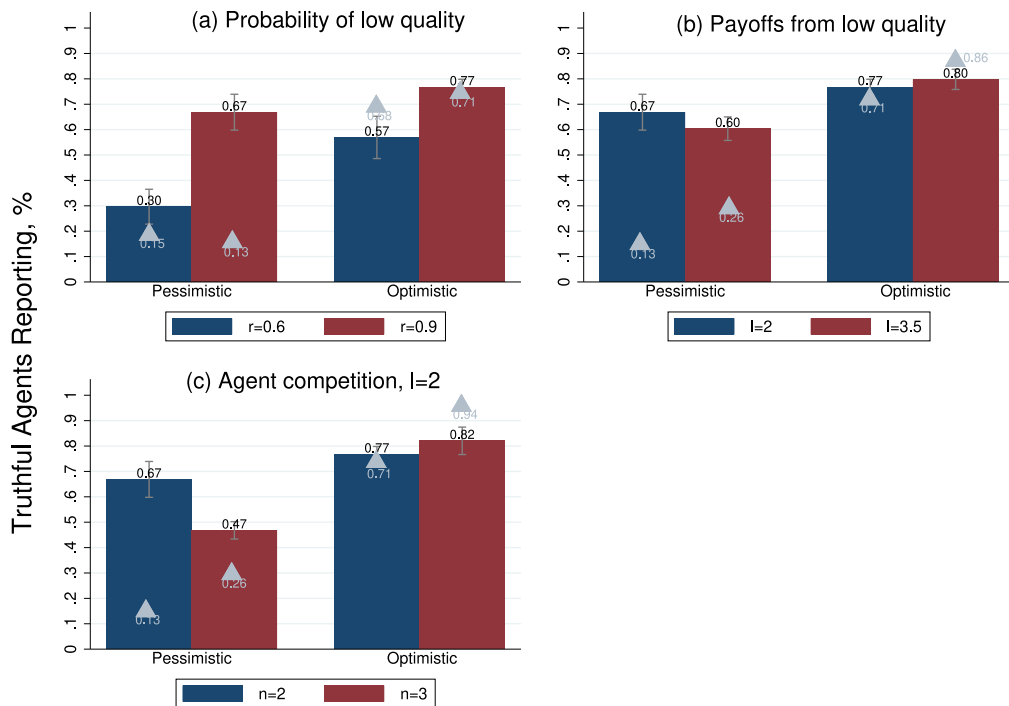 Truthful Agents Reporting, %
(a) Probability of low quality
0 .1 .2 .3 .4 .5 .6 .7 .8 .9 1
0.30 0.67 0.57 0.77
0.15 0.13 0.68 0.71
Pessimistic Optimistic
r=0.6 r=0.9
(b) Payoffs from low quality
0 .1 .2 .3 .4 .5 .6 .7 .8 .9 1
0.67 0.60 0.77 0.80
0.13 0.26 0.71 0.86
Pessimistic Optimistic
l=2 l=3.5
(c) Agent competition, l=2
0 .1 .2 .3 .4 .5 .6 .7 .8 .9 1
0.67 0.47 0.77 0.82
0.13 0.26 0.71 0.94
Pessimistic Optimistic
n=2 n=3